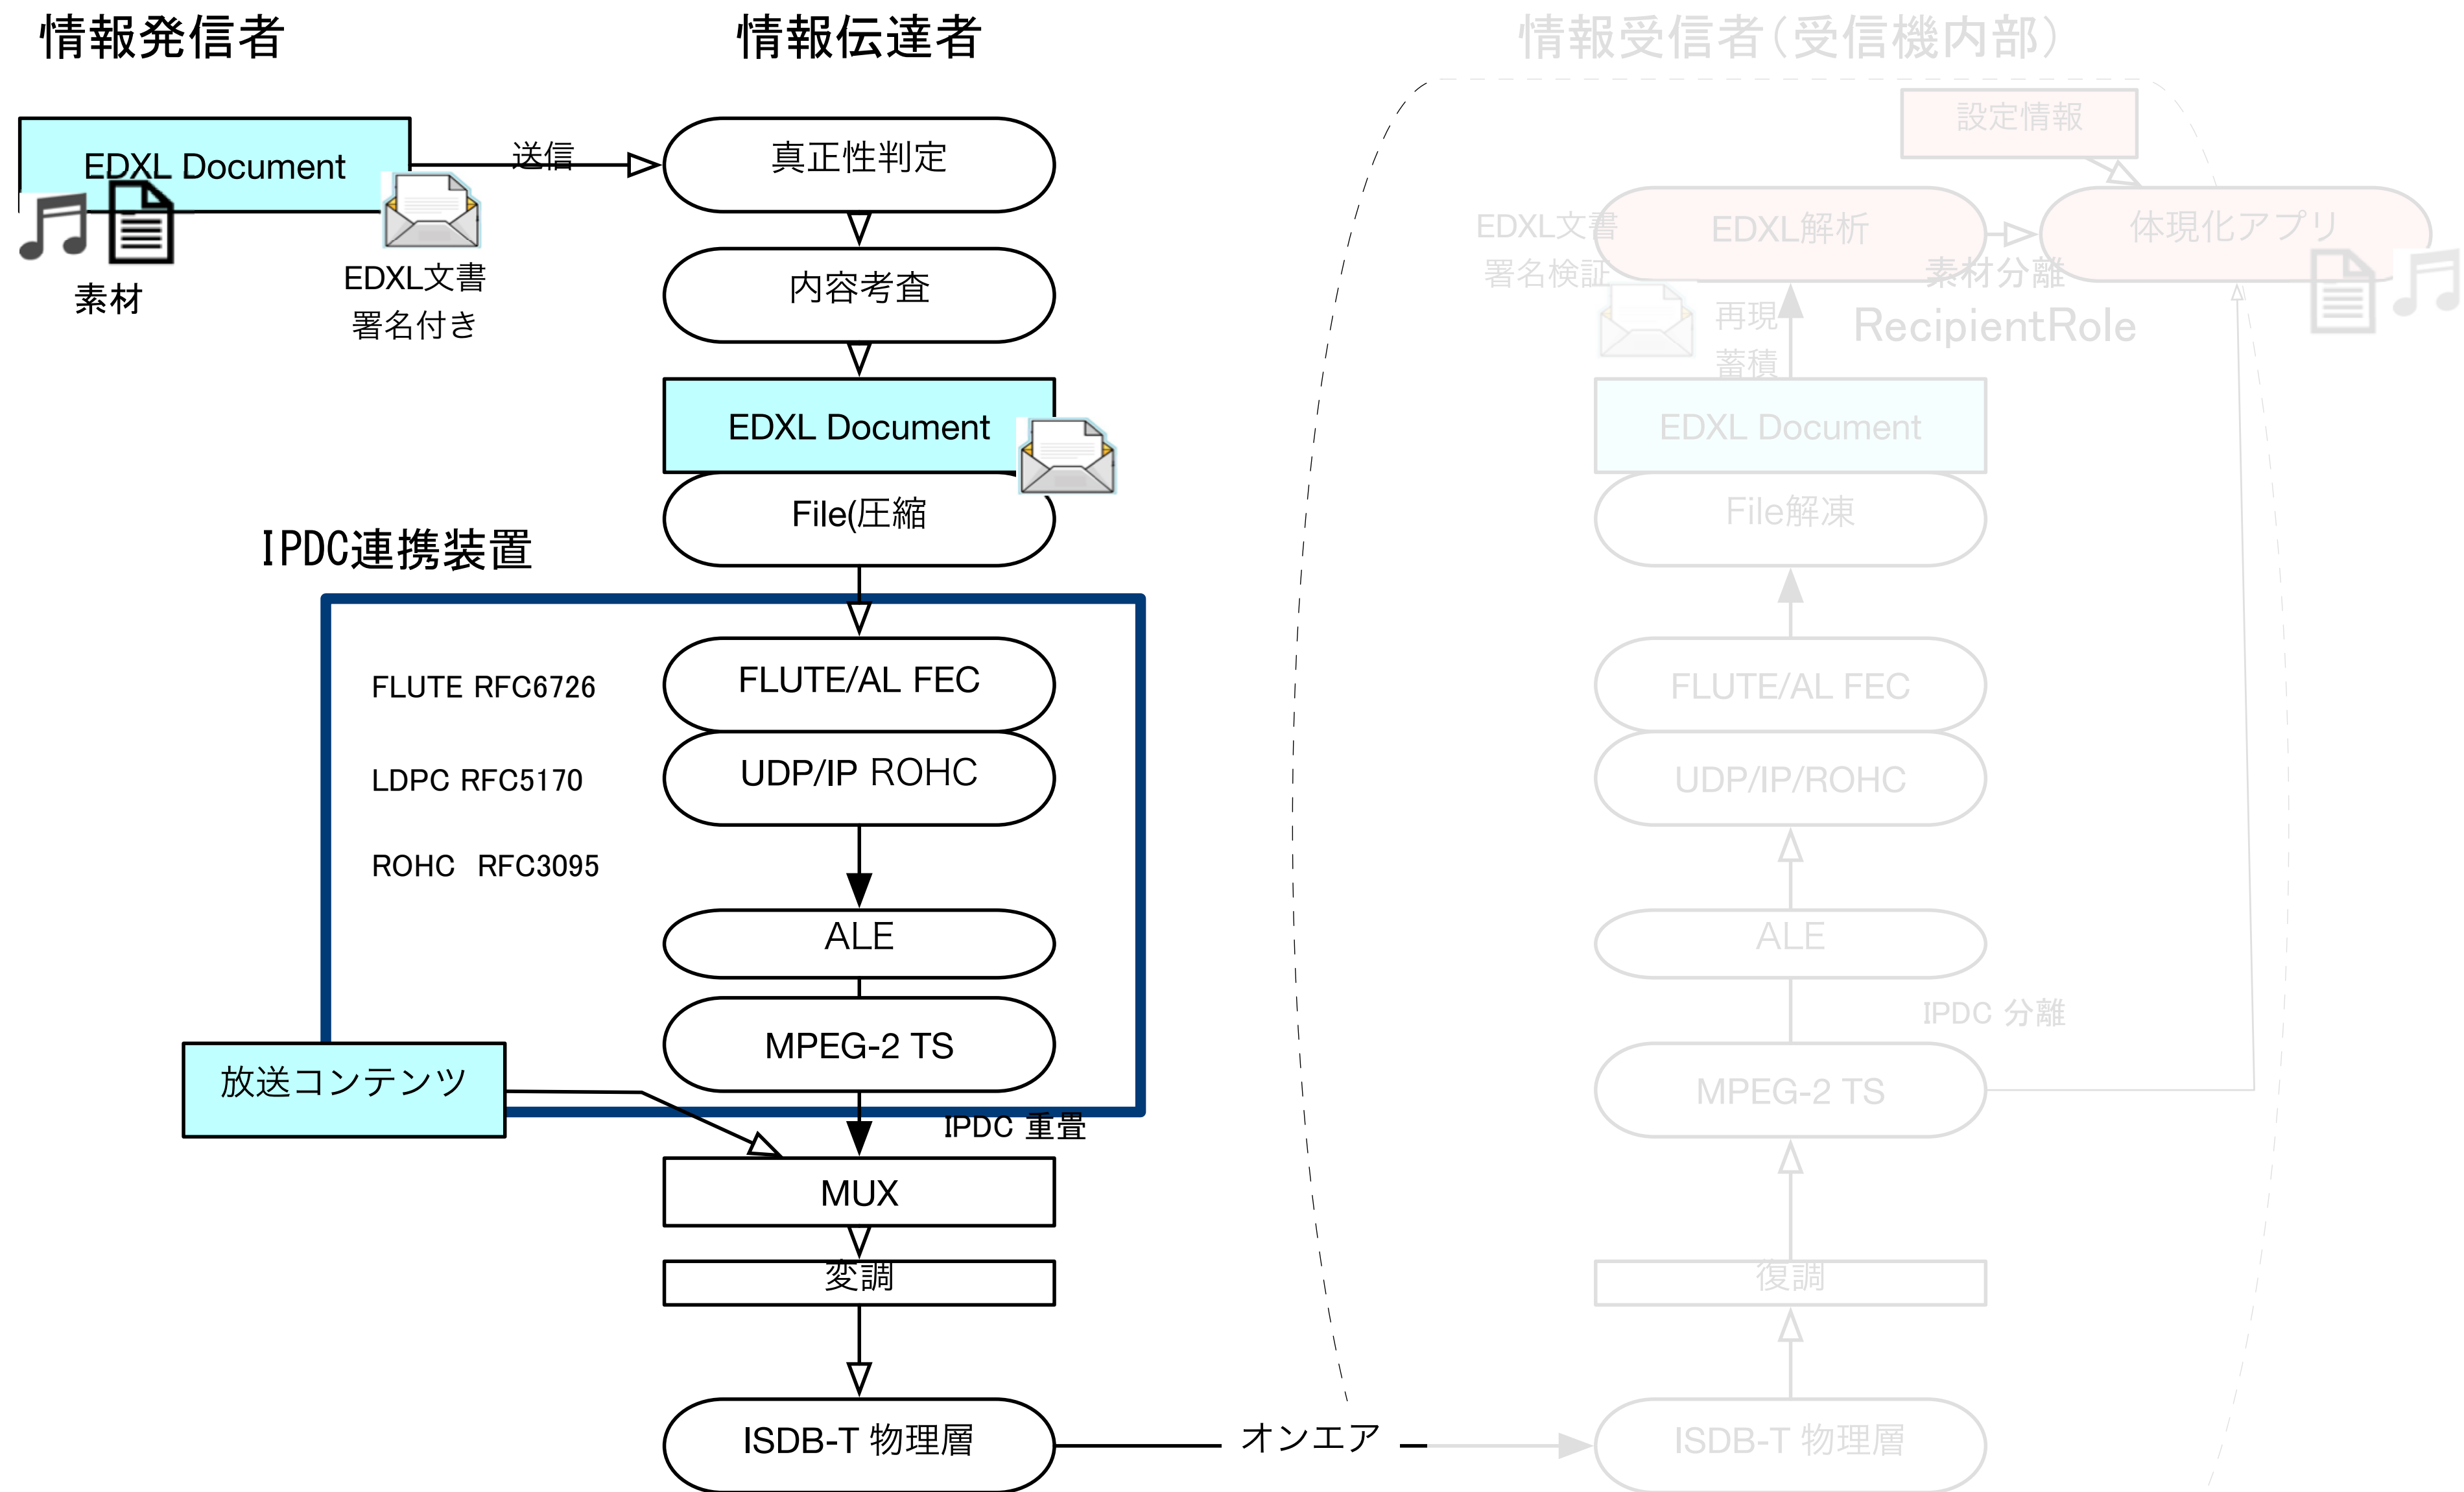 情報発信者
情報伝達者
情報受信者(受信機内部)
EDXL Document
送信
素材
EDXL文書
署名付き
真正性判定
内容考査
EDXL Document
File(圧縮
IPDC連携装置
FLUTE RFC6726
LDPC RFC5170
ROHC　RFC3095
FLUTE/AL FEC
UDP/IP ROHC
ALE
MPEG-2 TS
放送コンテンツ
IPDC 重畳
MUX
変調
ISDB-T 物理層
オンエア
設定情報
EDXL文書
署名検証
EDXL解析
体現化アプリ
素材分離
RecipientRole
再現
蓄積
EDXL Document
File解凍
FLUTE/AL FEC
UDP/IP/ROHC
ALE
IPDC 分離
MPEG-2 TS
復調
ISDB-T 物理層